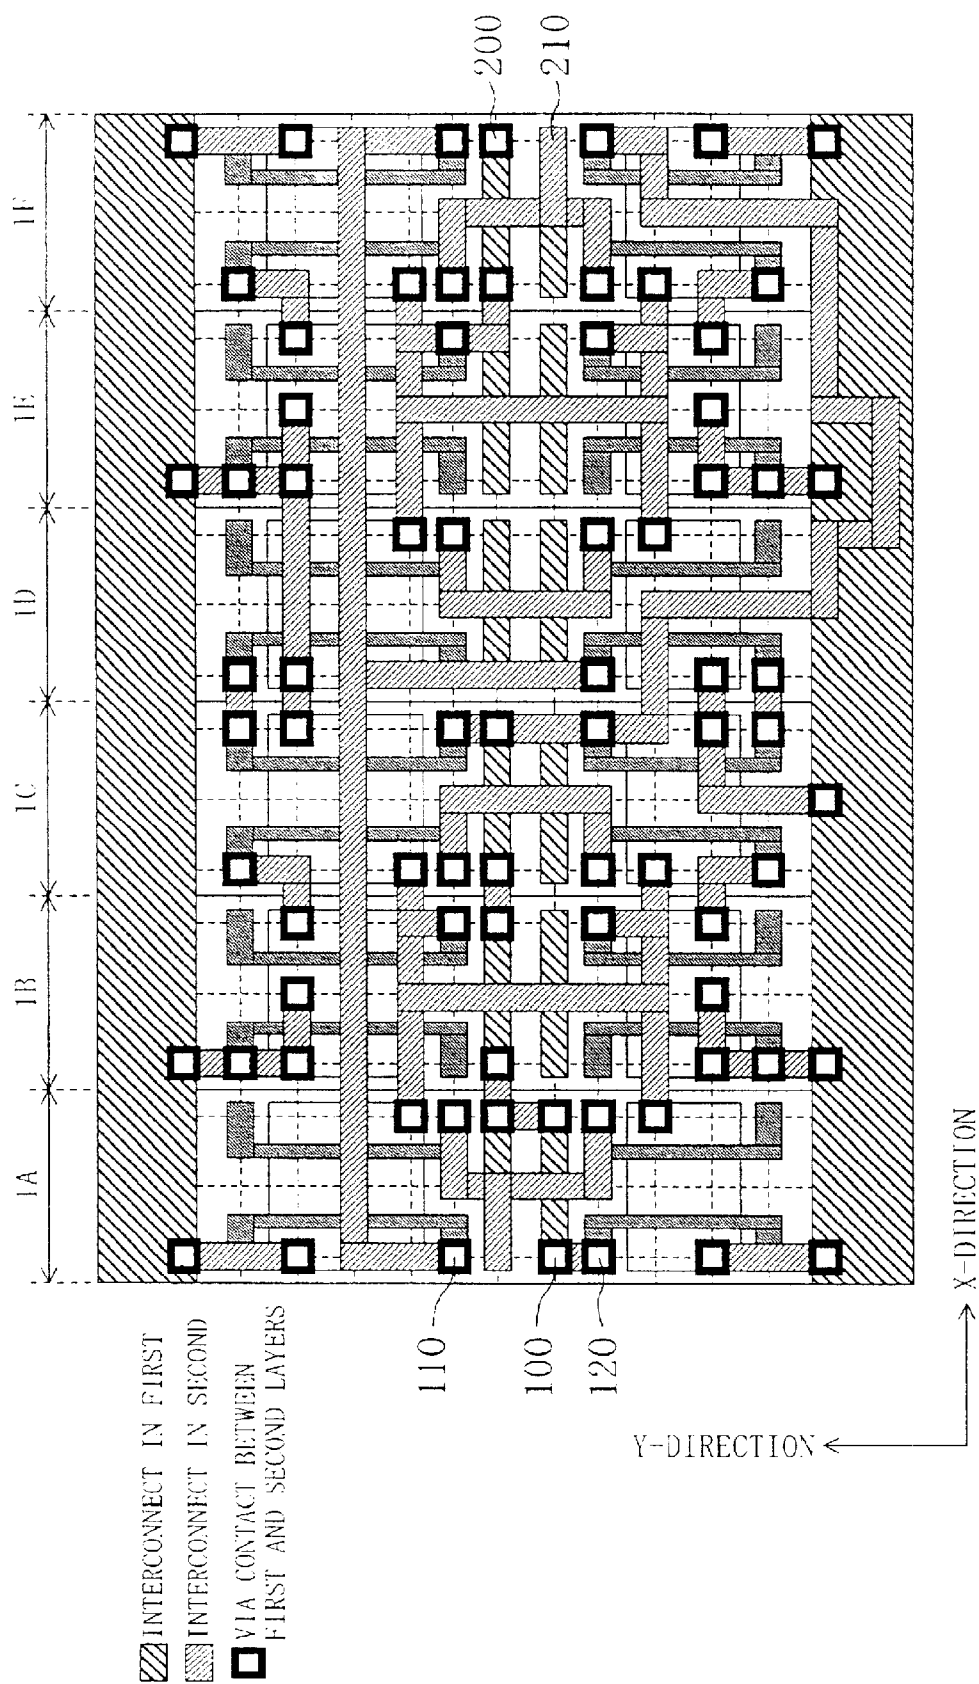 1A
1B
1C
1D
1E
1F
200
210
110
100
120
INTERCONNECT IN FIRST
INTERCONNECT IN SECOND
VIA CONTACT BETWEEN
FIRST AND SECOND LAYERS
Y-DIRECTION
X-DIRECTION